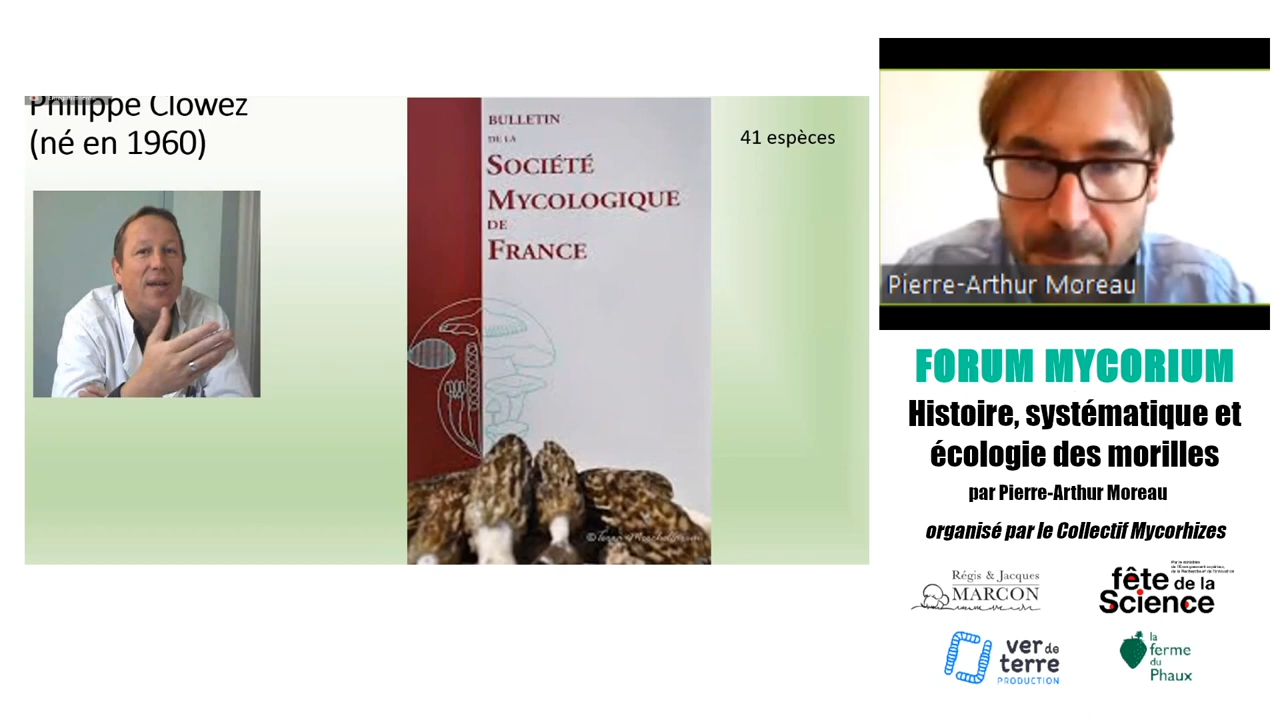 Philippe Clowez
(né en 1960)
BULLETIN
DE LA
SOCIÉTÉ
MYCOLOGIQUE
DE
FRANCE
41 espèces
Pierre-Arthur Moreau
FORUM MYCORIUM
Histoire, systématique et
écologie des morilles
par Pierre-Arthur Moreau
organisé par le Collectif Mycorhizes
Régis & Jacques
MARCON
fête de la
Science
ver de
terre
PRODUCTION
la
ferme
du
Phaux